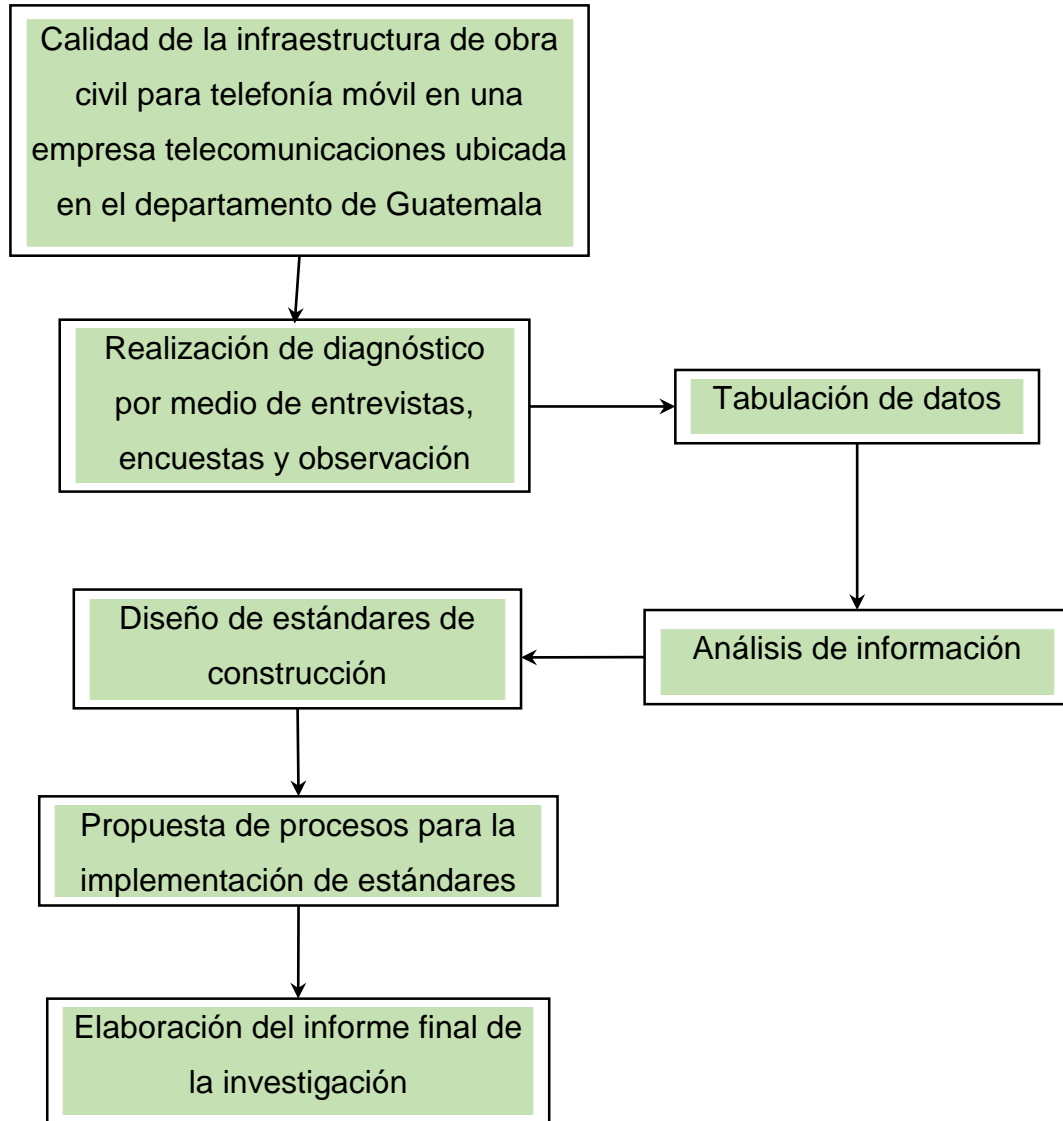 Calidad de la infraestructura de obra
civil para telefonía móvil en una
empresa telecomunicaciones ubicada
en el departamento de Guatemala
Realización de diagnóstico
por medio de entrevistas,
encuestas y observación
Tabulación de datos
Análisis de información
Diseño de estándares de
construcción
Propuesta de procesos para la
implementación de estándares
Elaboración del informe final de
la investigación